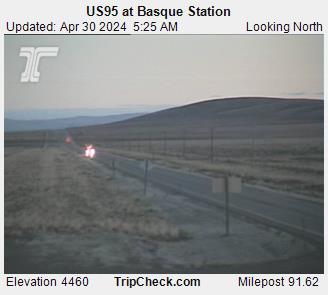 US95 at Basque Station
Updated: Apr 30 2024 5:25 AM Looking North
Elevation 4460 TripCheck.com Milepost 91.62